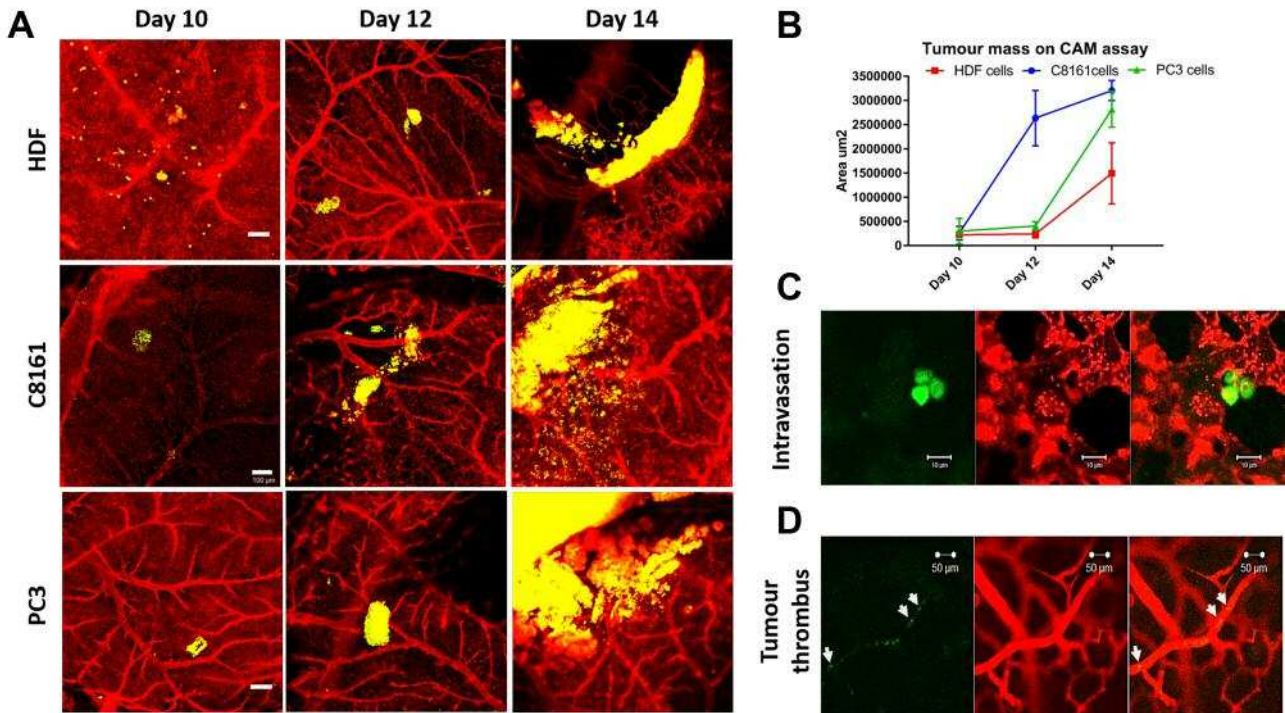 A
Day 10 Day 12 Day 14
HDF
C8161
100 µm
PC3
B
Tumour mass on CAM assay
HDF cells C8161cells PC3 cells
Area um2
3500000
3000000
2500000
2000000
1500000
1000000
500000
0
Day 10 Day 12 Day 14
C
Intravasation
10 µm 10 µm 10 µm
D
Tumour
thrombus
50 µm 50 µm 50 µm